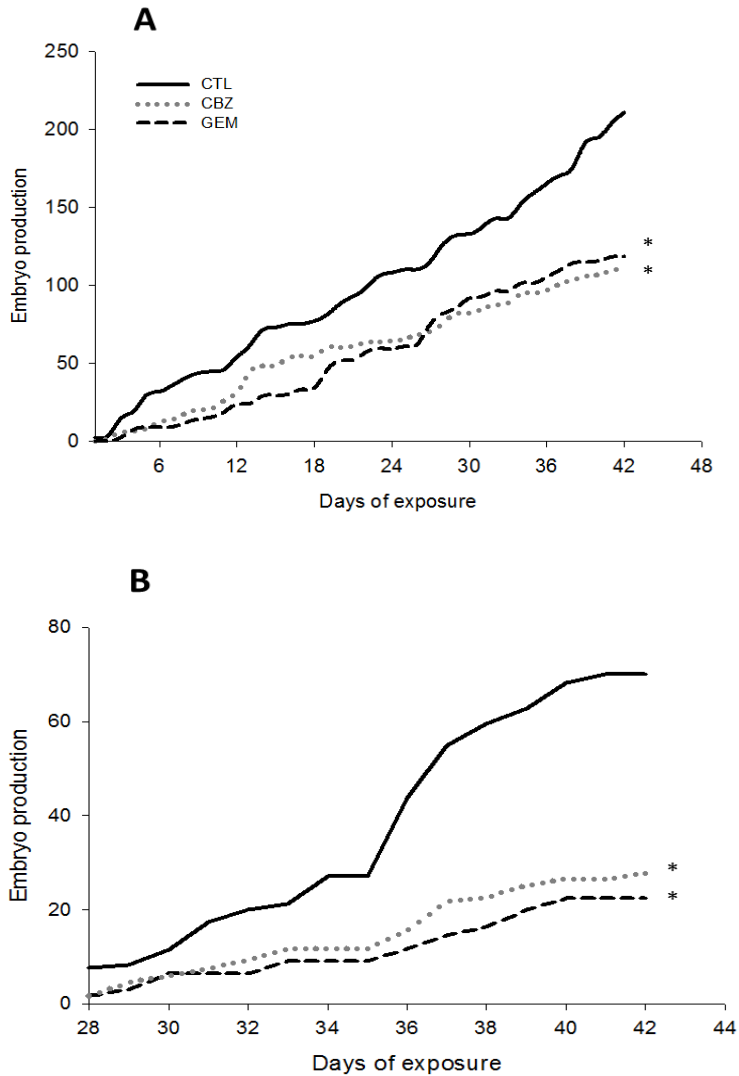 A
250
200
150
100
50
0
Embryo production
CTL
CBZ
GEM
*
*
6 12 18 24 30 36 42 48
Days of exposure
B
80
60
40
20
0
Embryo production
*
*
28 30 32 34 36 38 40 42 44
Days of exposure